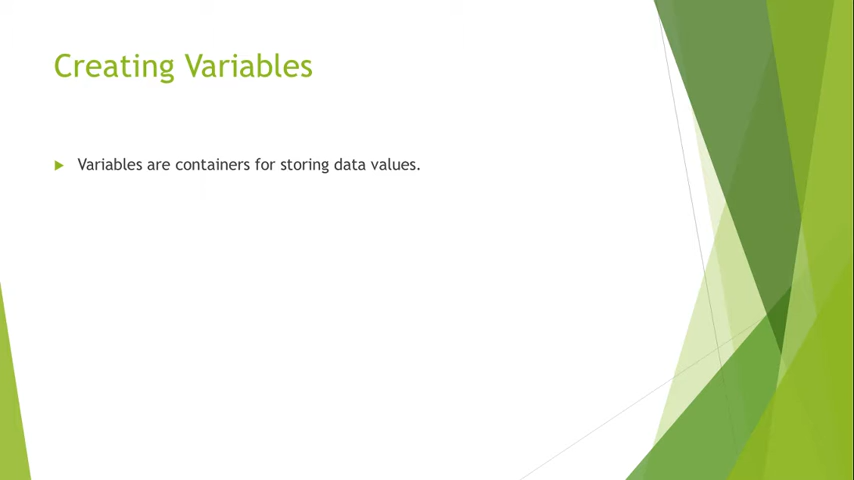 Creating Variables
Variables are containers for storing data values.